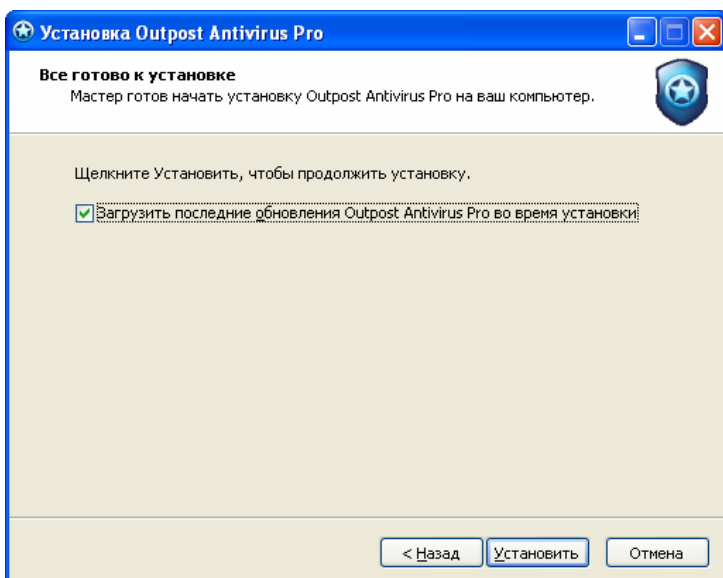 Установка Outpost Antivirus Pro
Все готово к установке
Мастер готов начать установку Outpost Antivirus Pro на ваш компьютер.
Щелкните Установить, чтобы продолжить установку.
Загрузить последние обновления Outpost Antivirus Pro во время установки
< Назад
Установить
Отмена